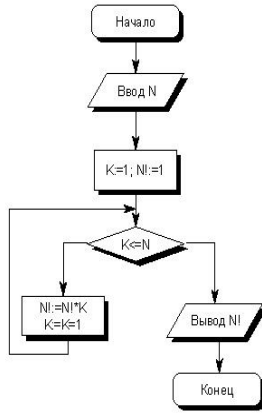 Начало
Ввод N
K:=1; N!:=1
K<=N
N!:=N!*K
K:=K=1
Вывод N!
Конец